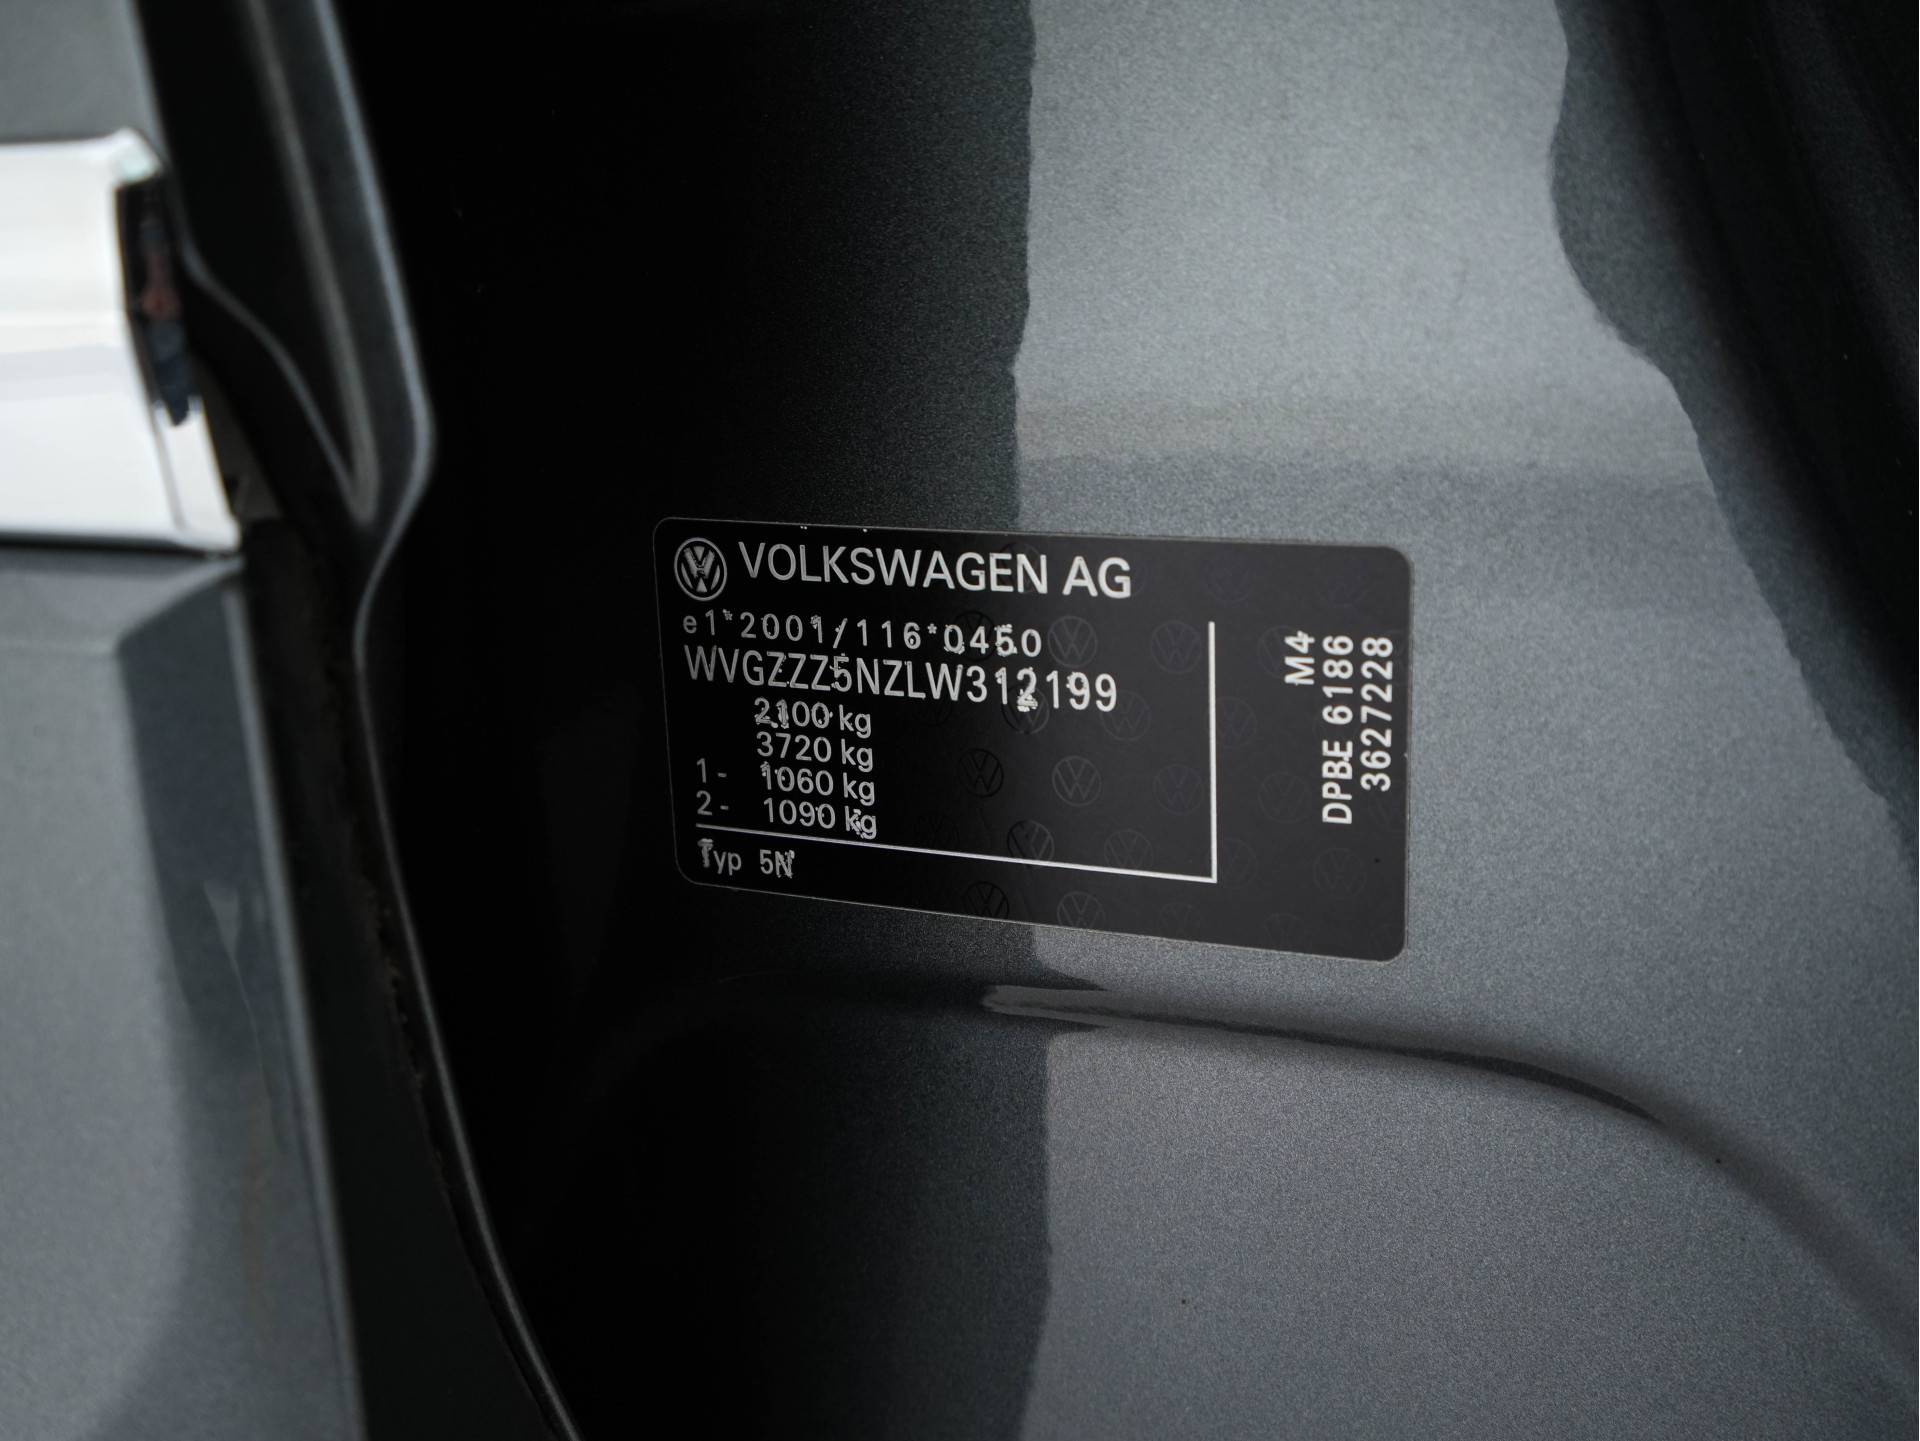 VOLKSWAGEN AG
e1*2001/116*0450
WVGZZZ5NZLW312199
2100 kg
3720 kg
1- 1060 kg
2- 1090 kg
Typ 5N
M4
DPBE 6186
3627228